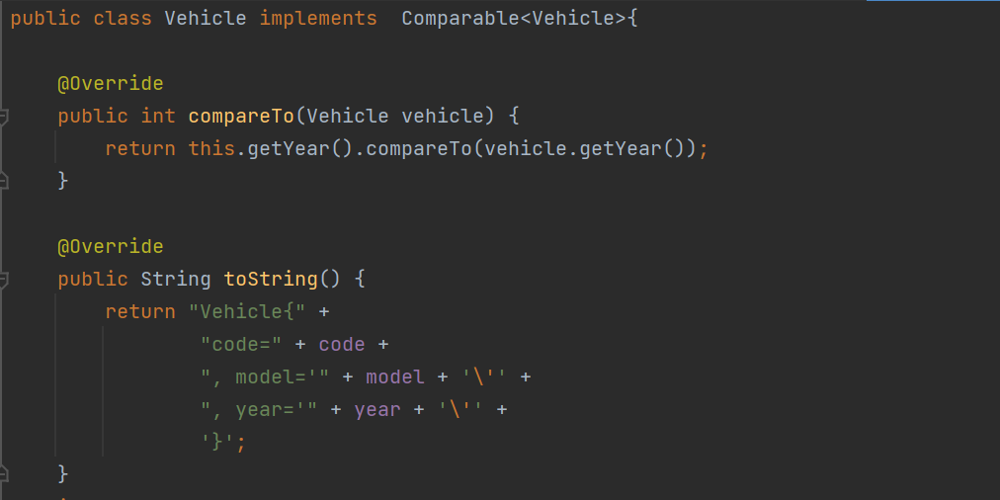 public class Vehicle implements  Comparable<Vehicle>{
@Override
public int compareTo(Vehicle vehicle) {
return this.getYear().compareTo(vehicle.getYear());
}
@Override
public String toString() {
return "Vehicle{" +
"code=" + code +
", model='" + model + '\'' +
", year='" + year + '\'' +
'}';
}